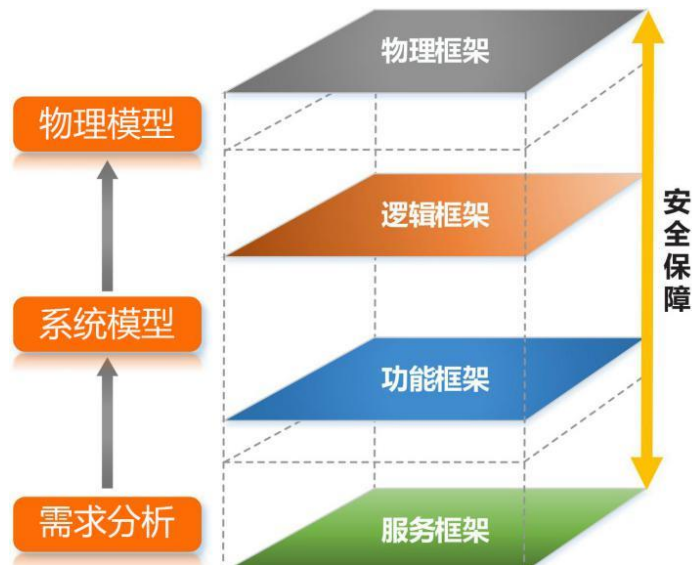 物理框架
物理模型
逻辑框架
安全保障
系统模型
功能框架
需求分析
服务框架